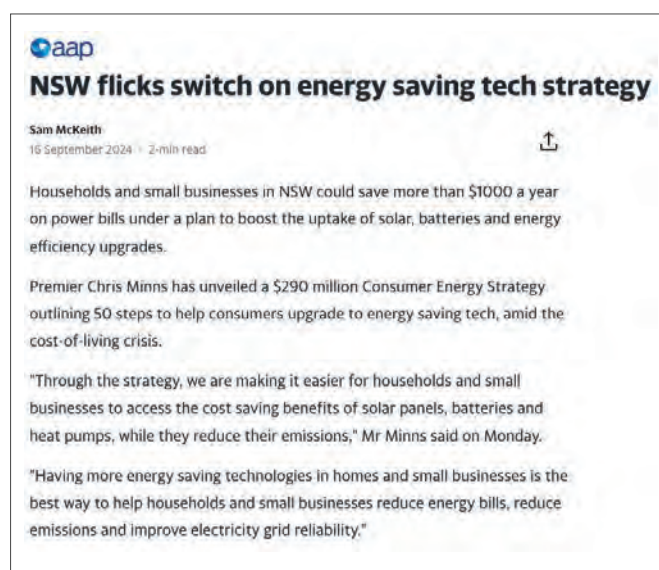 aap
NSW flicks switch on energy saving tech strategy
Sam McKeith
16 September 2024 · 2-min read
Households and small businesses in NSW could save more than $1000 a year
on power bills under a plan to boost the uptake of solar, batteries and energy
efficiency upgrades.
Premier Chris Minns has unveiled a $290 million Consumer Energy Strategy
outlining 50 steps to help consumers upgrade to energy saving tech, amid the
cost-of-living crisis.
"Through the strategy, we are making it easier for households and small
businesses to access the cost saving benefits of solar panels, batteries and
heat pumps, while they reduce their emissions," Mr Minns said on Monday.
"Having more energy saving technologies in homes and small businesses is the
best way to help households and small businesses reduce energy bills, reduce
emissions and improve electricity grid reliability."